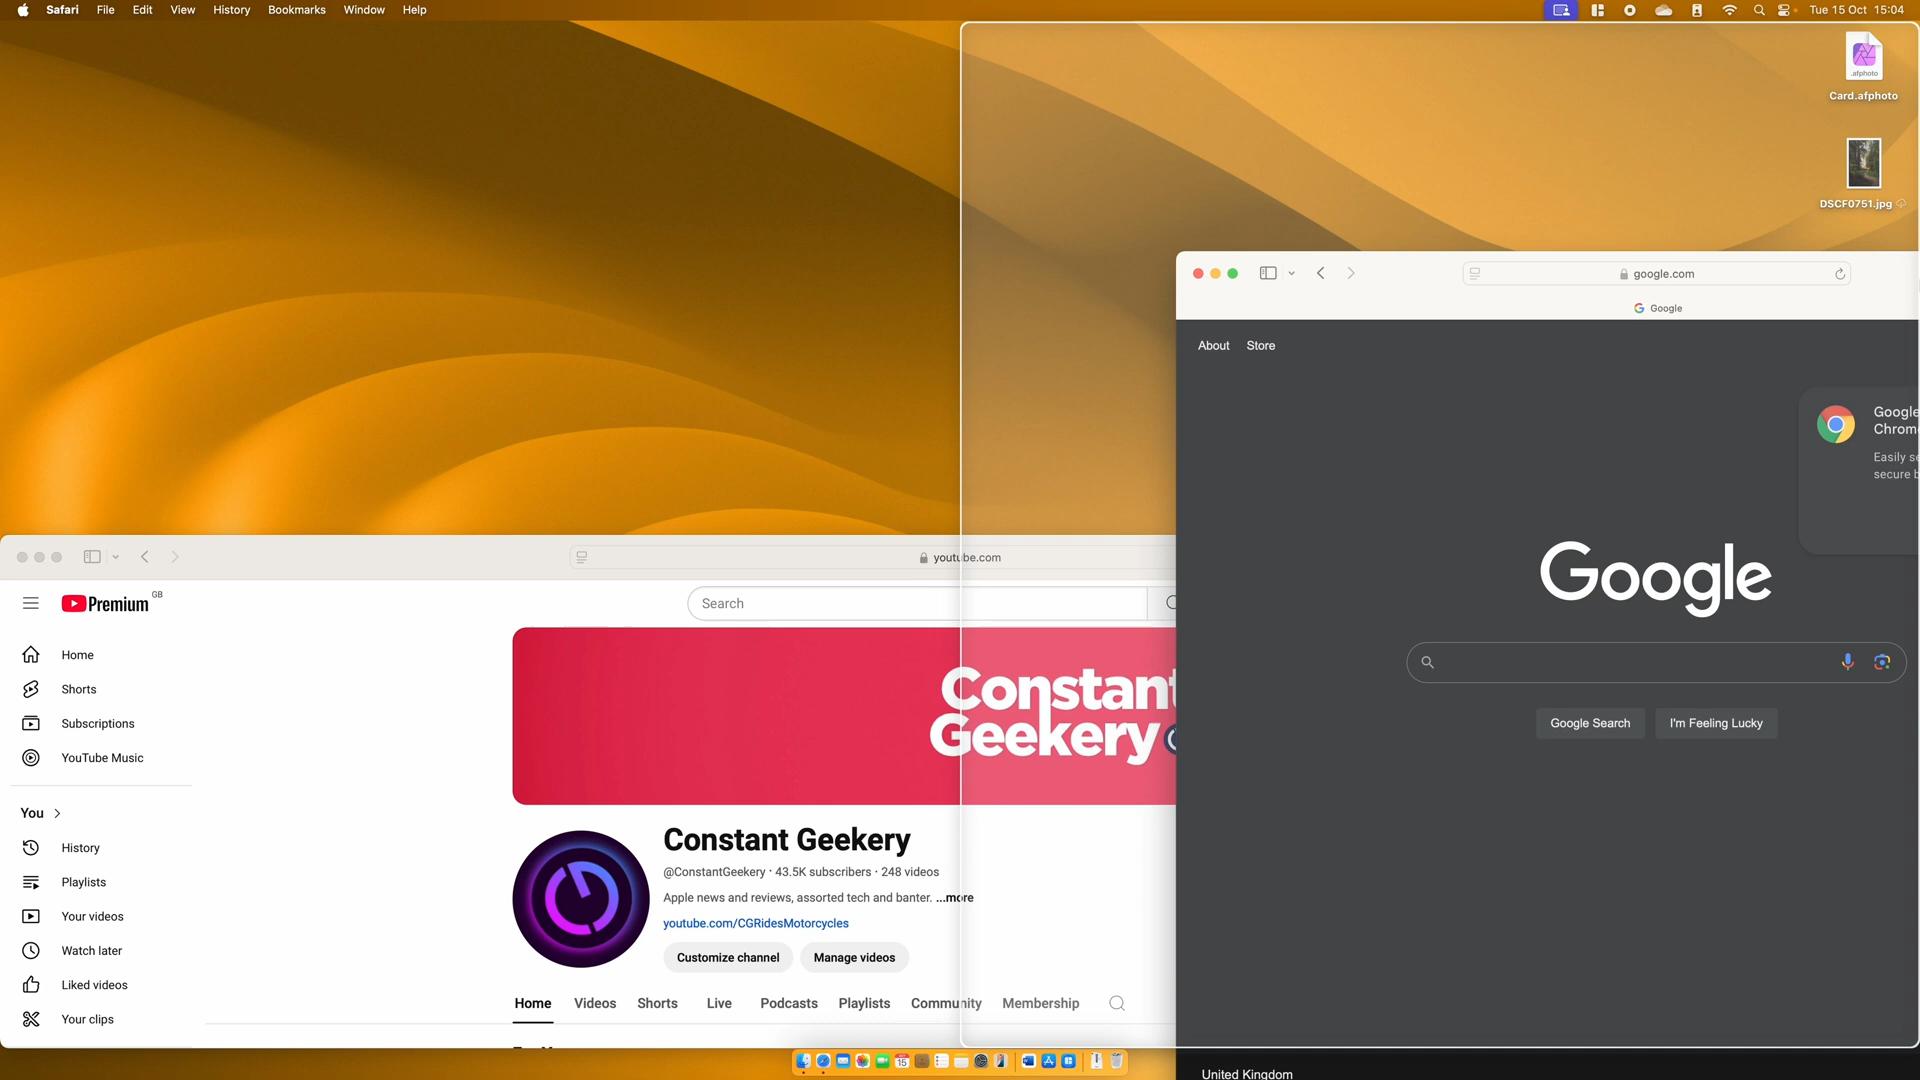 Safari File Edit View History Bookmarks Window Help
Tue 15 Oct 15:04
.afphoto
Card.afphoto
DSCF0751.jpg
google.com
Google
About Store
Google
Chrom
Easily se
secure b
Google
Google Search I'm Feeling Lucky
United Kingdom
youtube.com
Premium GB
Search
Home
Shorts
Subscriptions
YouTube Music
You
History
Playlists
Your videos
Watch later
Liked videos
Your clips
Constant
Geekery
Constant Geekery
@ConstantGeekery · 43.5K subscribers · 248 videos
Apple news and reviews, assorted tech and banter. ...more
youtube.com/CGRidesMotorcycles
Customize channel Manage videos
Home Videos Shorts Live Podcasts Playlists Community Membership
15